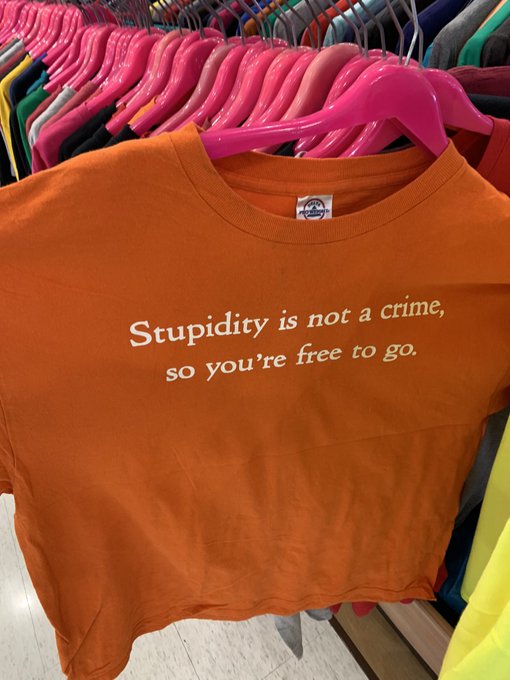 Stupidity is not a crime,
so you're free to go.